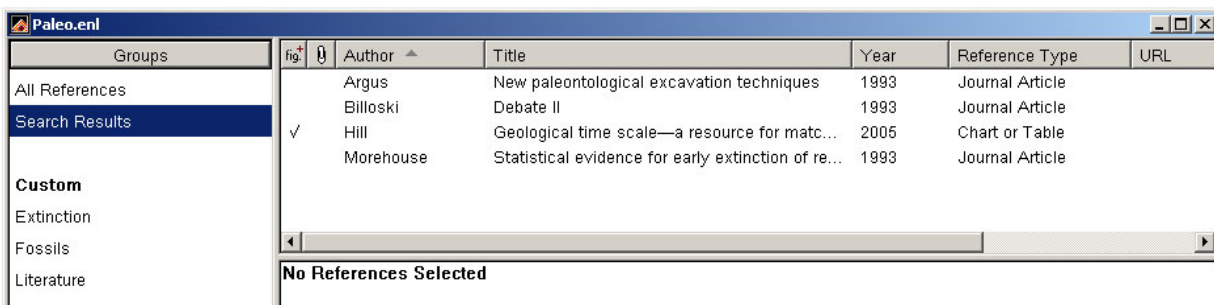 Paleo.enl
Groups
All References
Search Results
Custom
Extinction
Fossils
Literature
fig. Author Title Year Reference Type URL
Argus New paleontological excavation techniques 1993 Journal Article
Billoski Debate II 1993 Journal Article
√ Hill Geological time scale—a resource for matc... 2005 Chart or Table
Morehouse Statistical evidence for early extinction of re... 1993 Journal Article
No References Selected